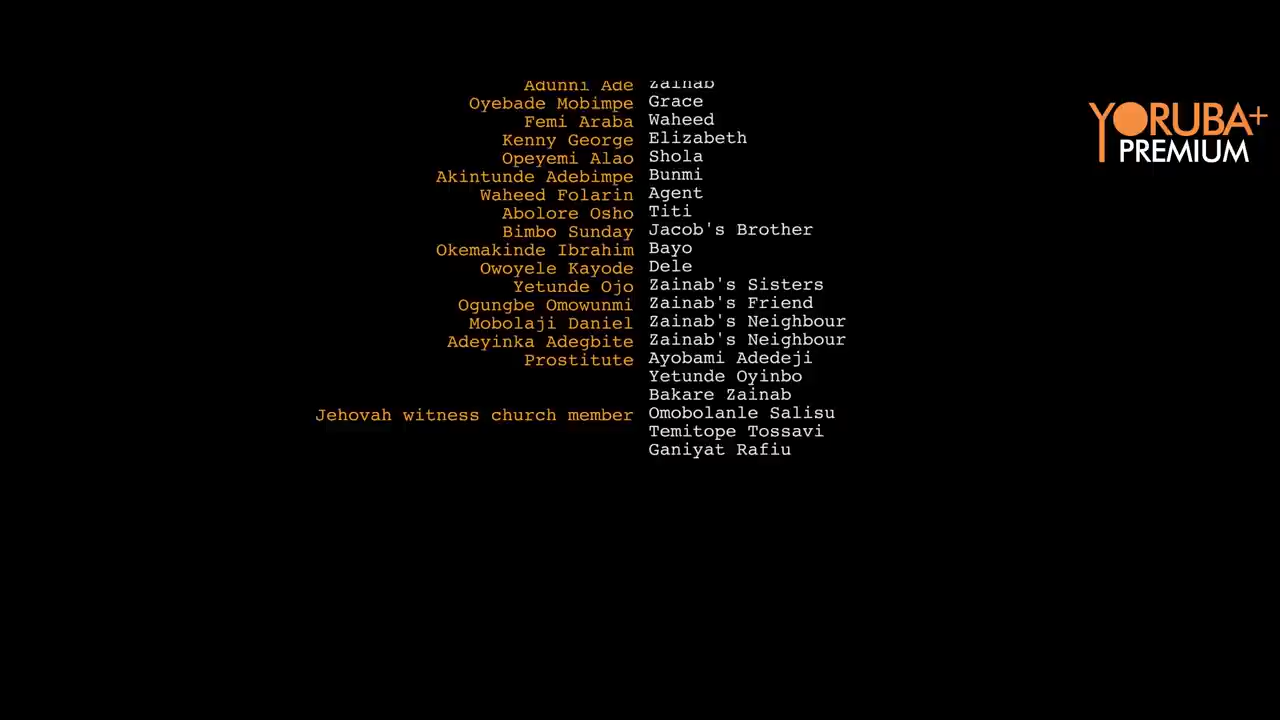 Adunni Ade Zainab
Oyebade Mobimpe Grace
Femi Araba Waheed
Kenny George Elizabeth
Opeyemi Alao Shola
Akintunde Adebimpe Bunmi
Waheed Folarin Agent
Abolore Osho Titi
Bimbo Sunday Jacob's Brother
Okemakinde Ibrahim Bayo
Owoyele Kayode Dele
Yetunde Ojo Zainab's Sisters
Ogungbe Omowunmi Zainab's Friend
Mobolaji Daniel Zainab's Neighbour
Adeyinka Adegbite Zainab's Neighbour
Prostitute Ayobami Adedeji
Yetunde Oyinbo
Bakare Zainab
Jehovah witness church member Omobolanle Salisu
Temitope Tossavi
Ganiyat Rafiu
YORUBA+
PREMIUM